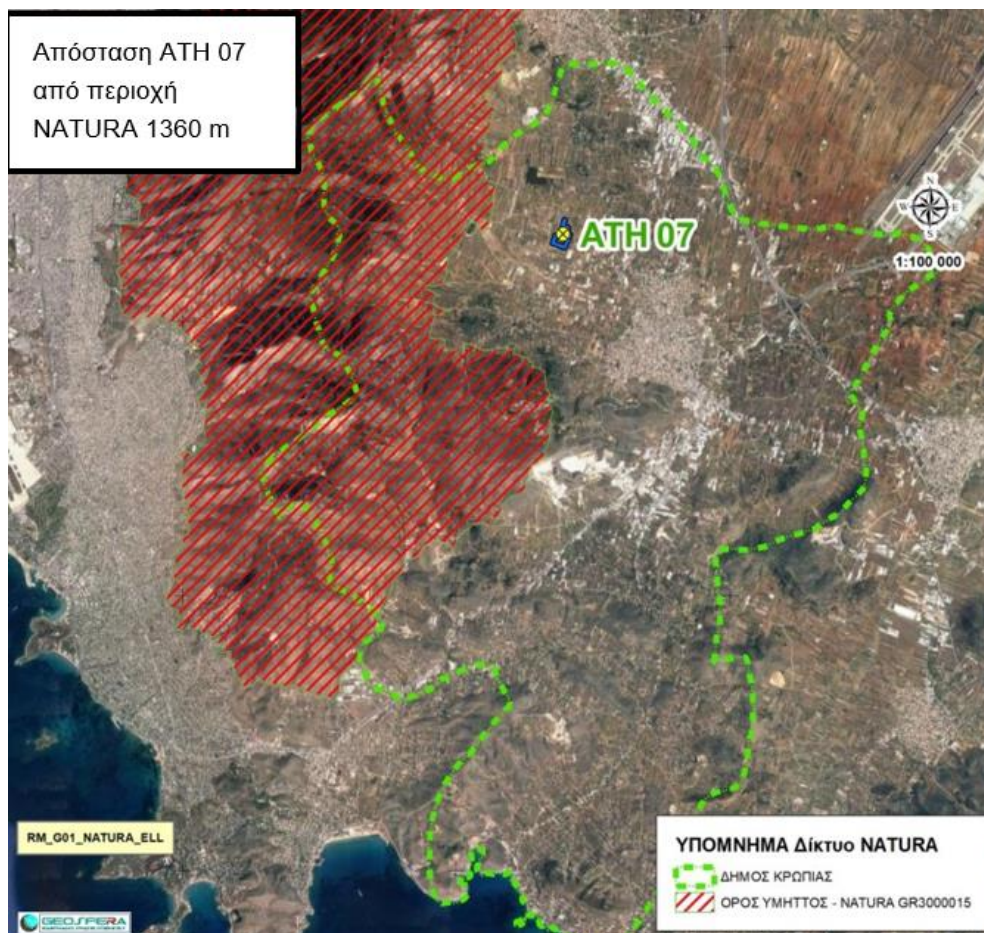 Απόσταση ATH 07
από περιοχή
NATURA 1360 m
N
W E
S
ATH 07
1:100 000
RM_G01_NATURA_ELL
ΥΠΟΜΝΗΜΑ Δίκτυο NATURA
ΔΗΜΟΣ ΚΡΩΠΙΑΣ
ΟΡΟΣ ΥΜΗΤΤΟΣ - NATURA GR3000015
GEOSFERA